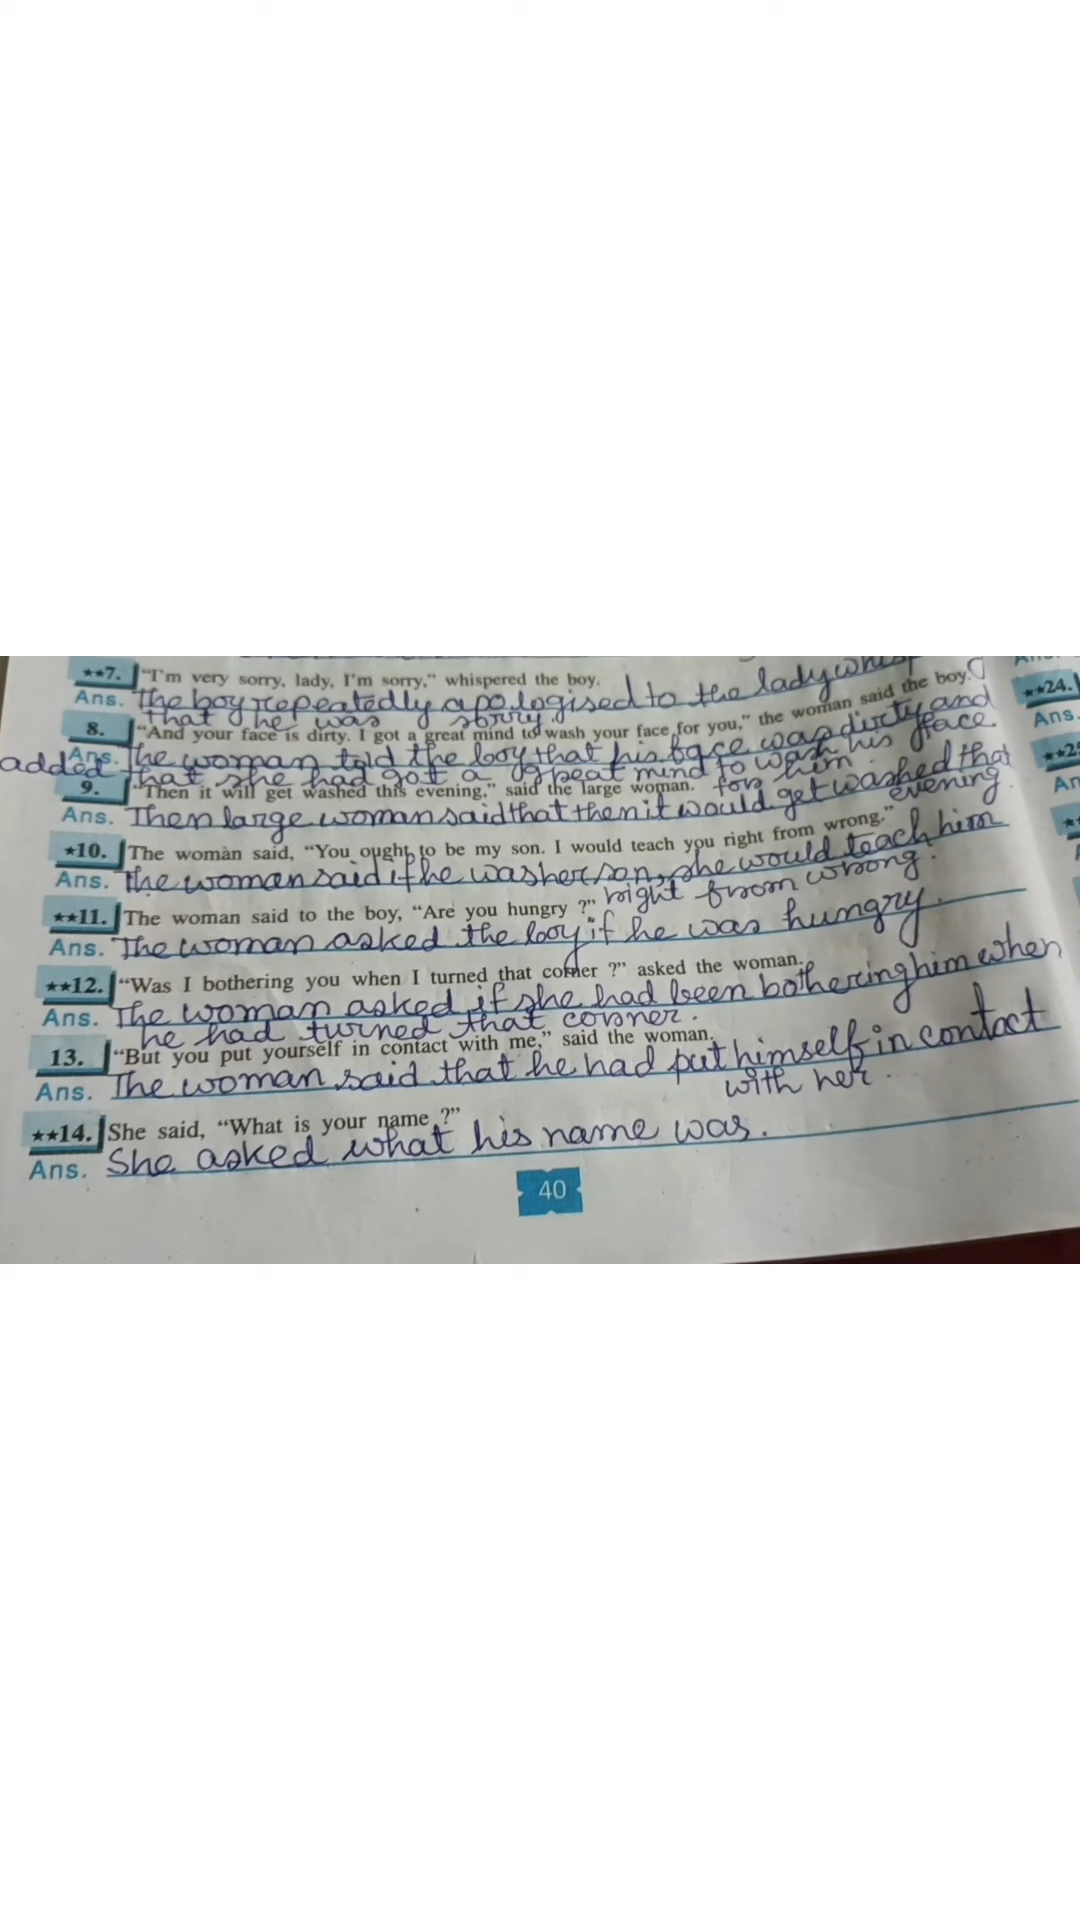 ★★7. "I'm very sorry, lady, I'm sorry," whispered the boy.
Ans. The boy repeatedly apologised to the lady
that he was sorry.
8. "And your face is dirty. I got a great mind to wash your face for you," the woman said the boy.
Ans. The woman told the boy that his face was dirty and
added that she had got a great mind to wash his face
for him
9. "Then it will get washed this evening," said the large woman.
Ans. Then large woman said that then it would get washed that
evening.
★10. The woman said, "You ought to be my son. I would teach you right from wrong."
Ans. The woman said if he was her son, she would teach him
right from wrong.
★★11. The woman said to the boy, "Are you hungry ?"
Ans. The woman asked the boy if he was hungry.
★★12. "Was I bothering you when I turned that corner ?" asked the woman.
Ans. The woman asked if she had been bothering him when
he had turned that corner.
13. "But you put yourself in contact with me," said the woman.
Ans. The woman said that he had put himself in contact
with her.
★★14. She said, "What is your name ?"
Ans. She asked what his name was.
40
★★24.
Ans.